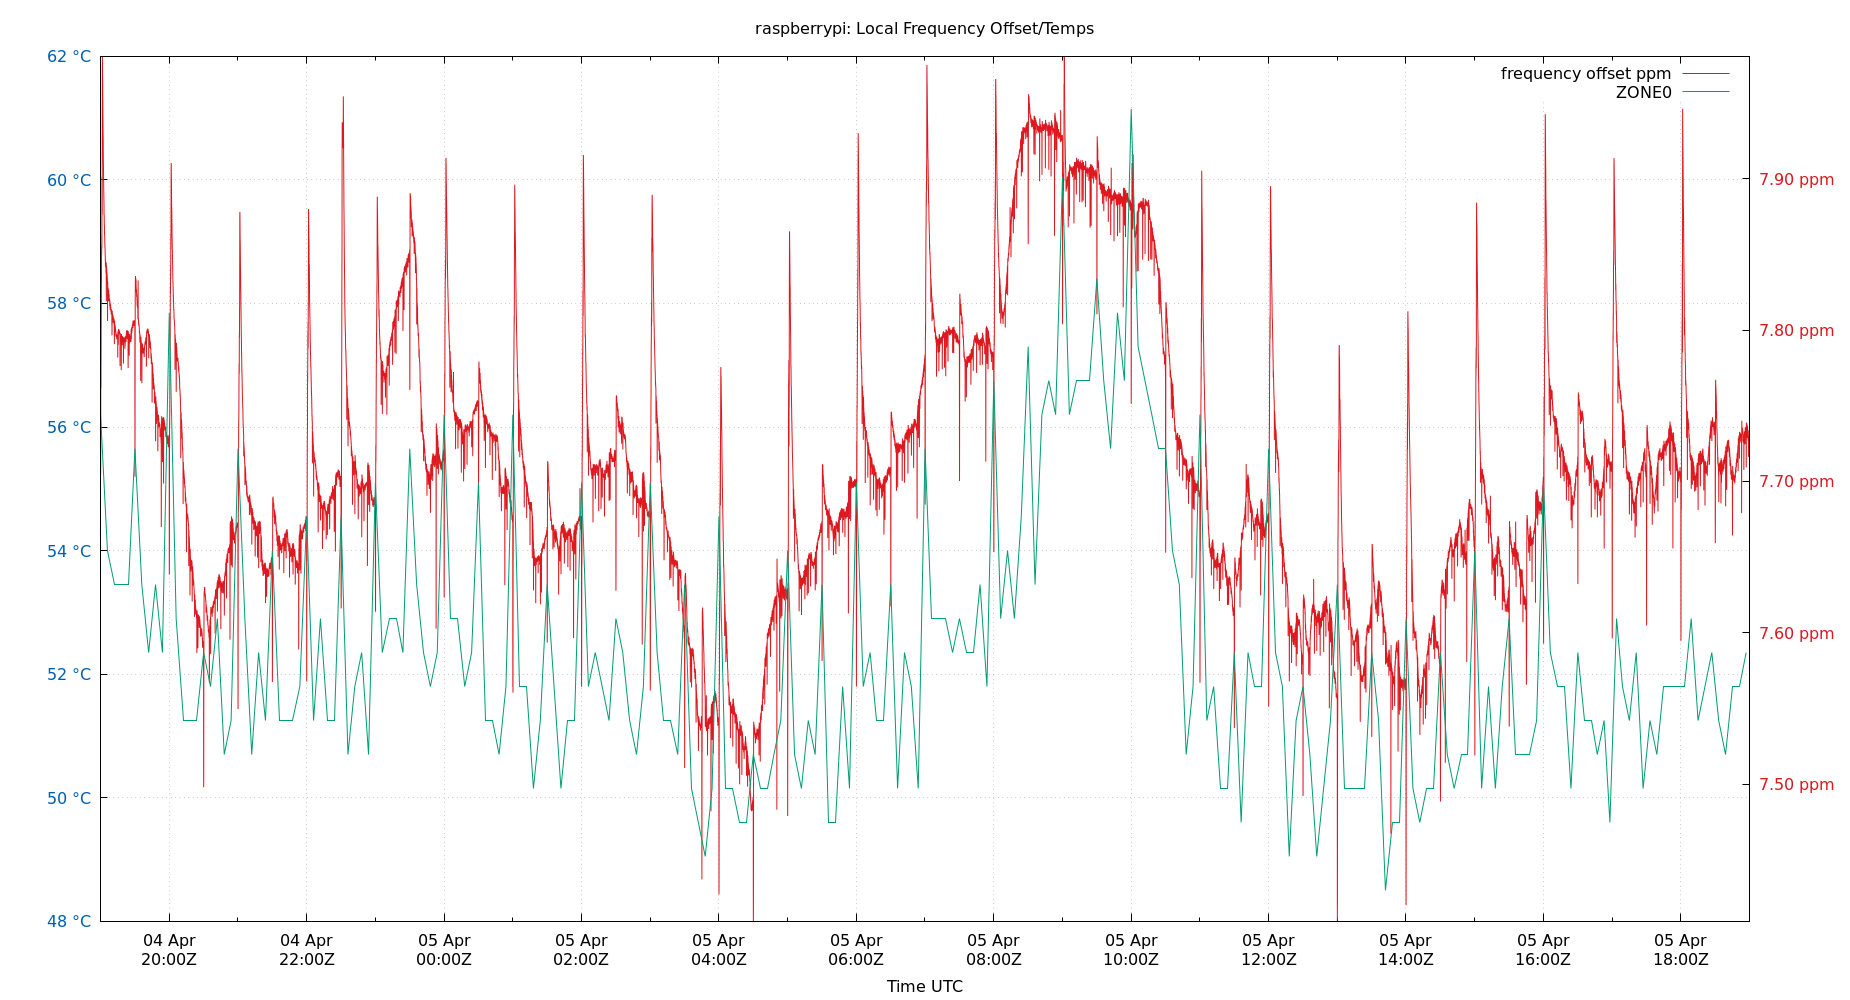 raspberrypi: Local Frequency Offset/Temps
62 °C
60 °C
58 °C
56 °C
54 °C
52 °C
50 °C
48 °C
frequency offset ppm
ZONE0
7.90 ppm
7.80 ppm
7.70 ppm
7.60 ppm
7.50 ppm
04 Apr
20:00Z
04 Apr
22:00Z
05 Apr
00:00Z
05 Apr
02:00Z
05 Apr
04:00Z
05 Apr
06:00Z
05 Apr
08:00Z
05 Apr
10:00Z
05 Apr
12:00Z
05 Apr
14:00Z
05 Apr
16:00Z
05 Apr
18:00Z
Time UTC